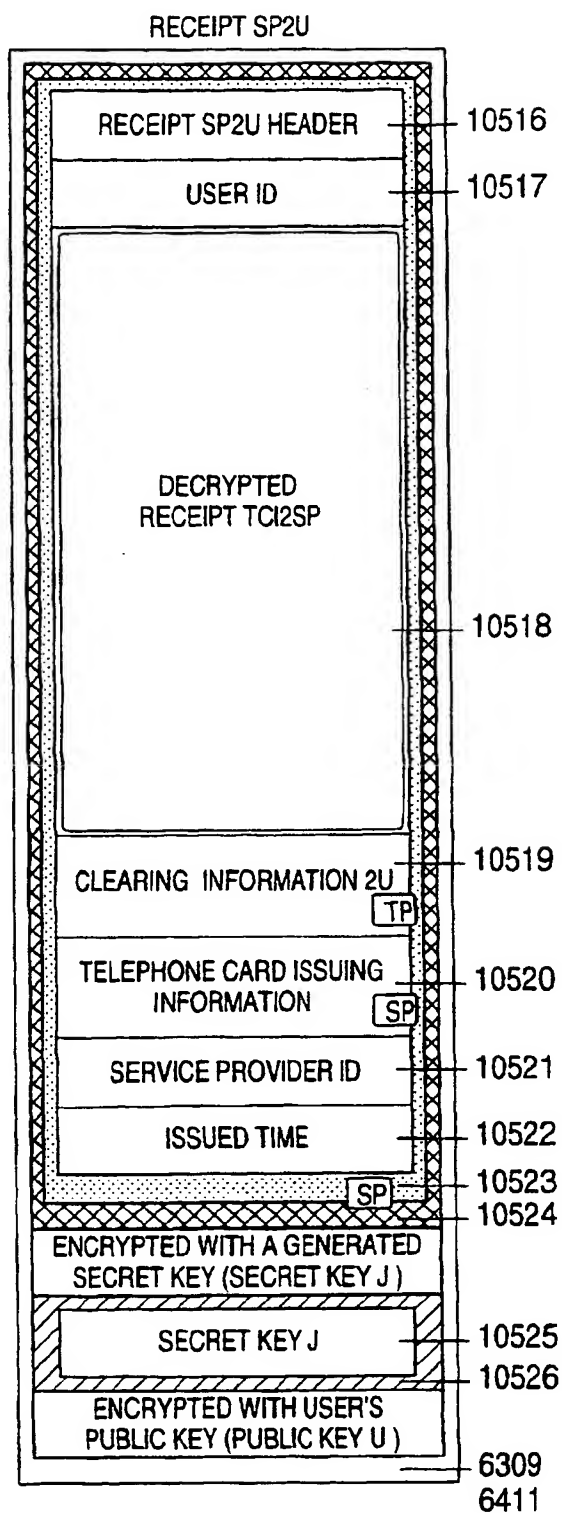 RECEIPT SP2U
RECEIPT SP2U HEADER
10516
USER ID
10517
DECRYPTED
RECEIPT TCI2SP
10518
10519
CLEARING INFORMATION 2U
TP
TELEPHONE CARD ISSUING
INFORMATION
10520
SP
SERVICE PROVIDER ID
10521
ISSUED TIME
10522
10523
SP
10524
ENCRYPTED WITH A GENERATED
SECRET KEY (SECRET KEY J )
SECRET KEY J
10525
10526
ENCRYPTED WITH USER'S
PUBLIC KEY (PUBLIC KEY U )
6309
6411